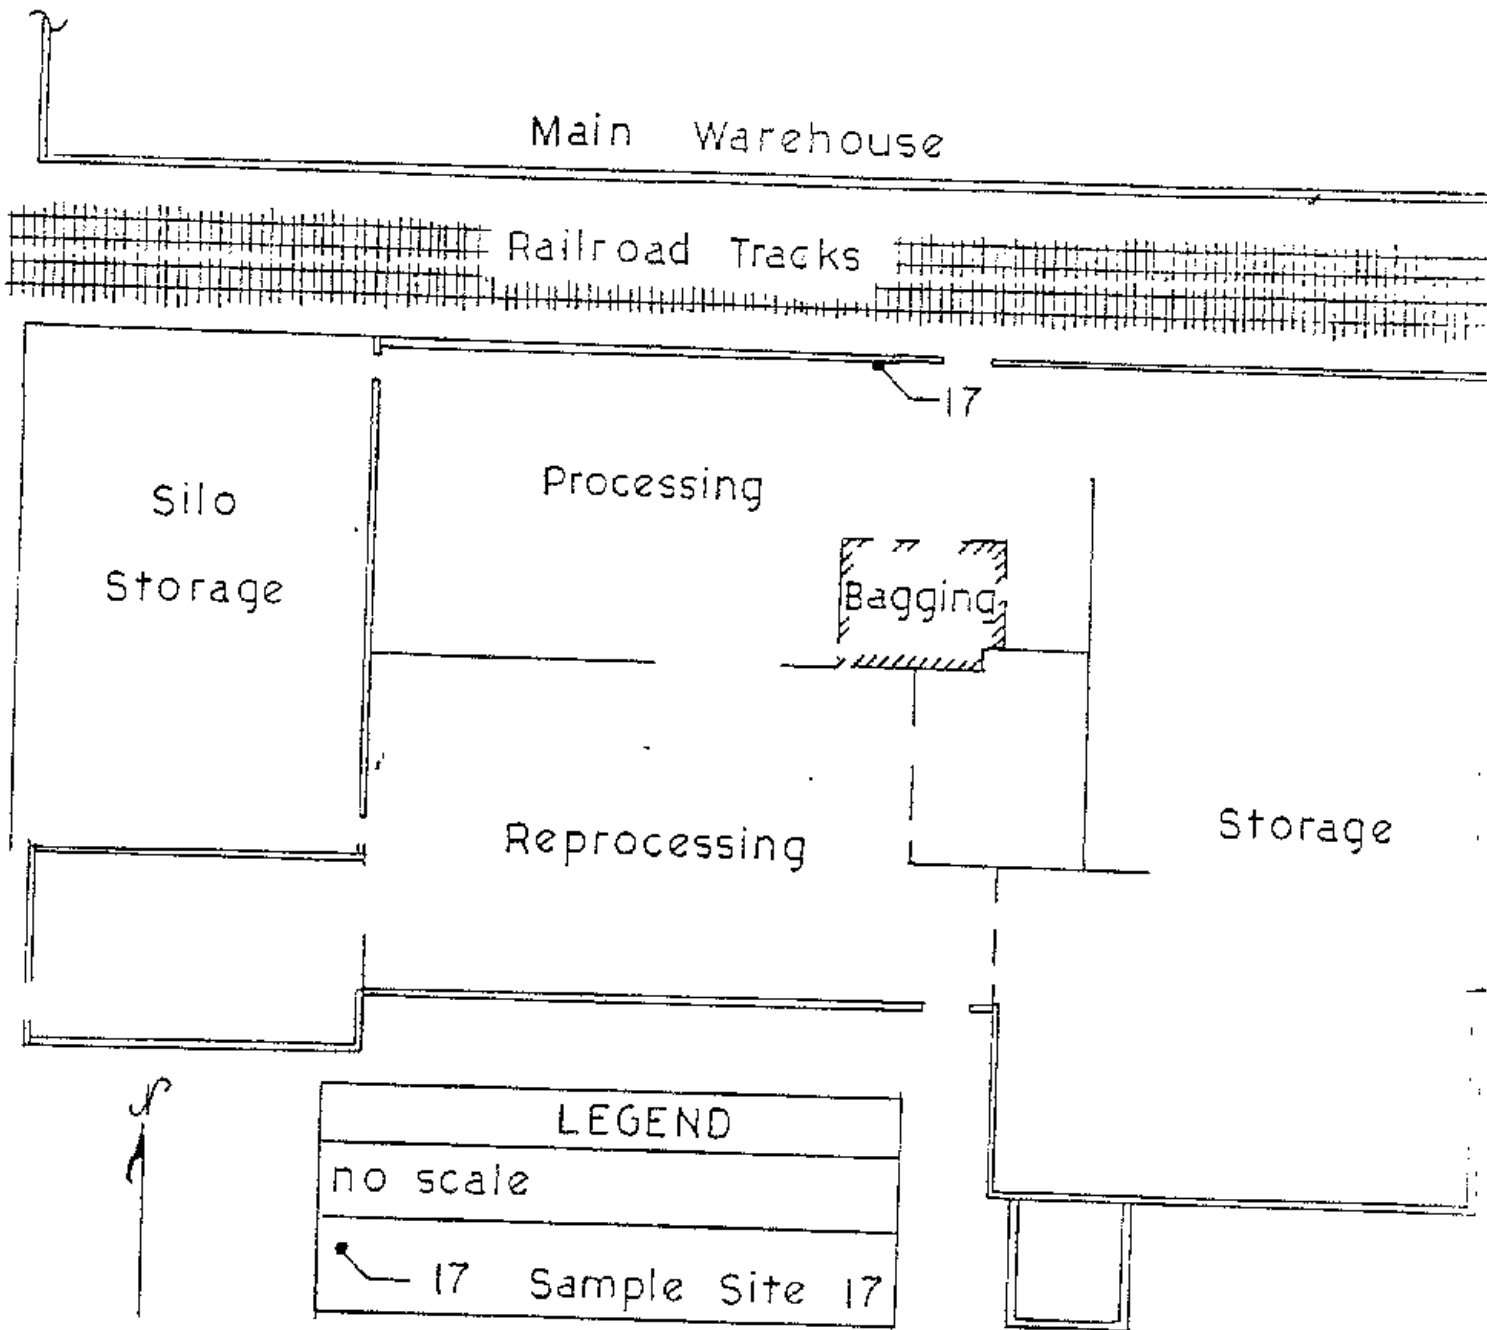 Main Warehouse
Railroad Tracks
17
Processing
Silo
Storage
Bagging
Storage
Reprocessing
N
LEGEND
no scale
17 Sample Site 17